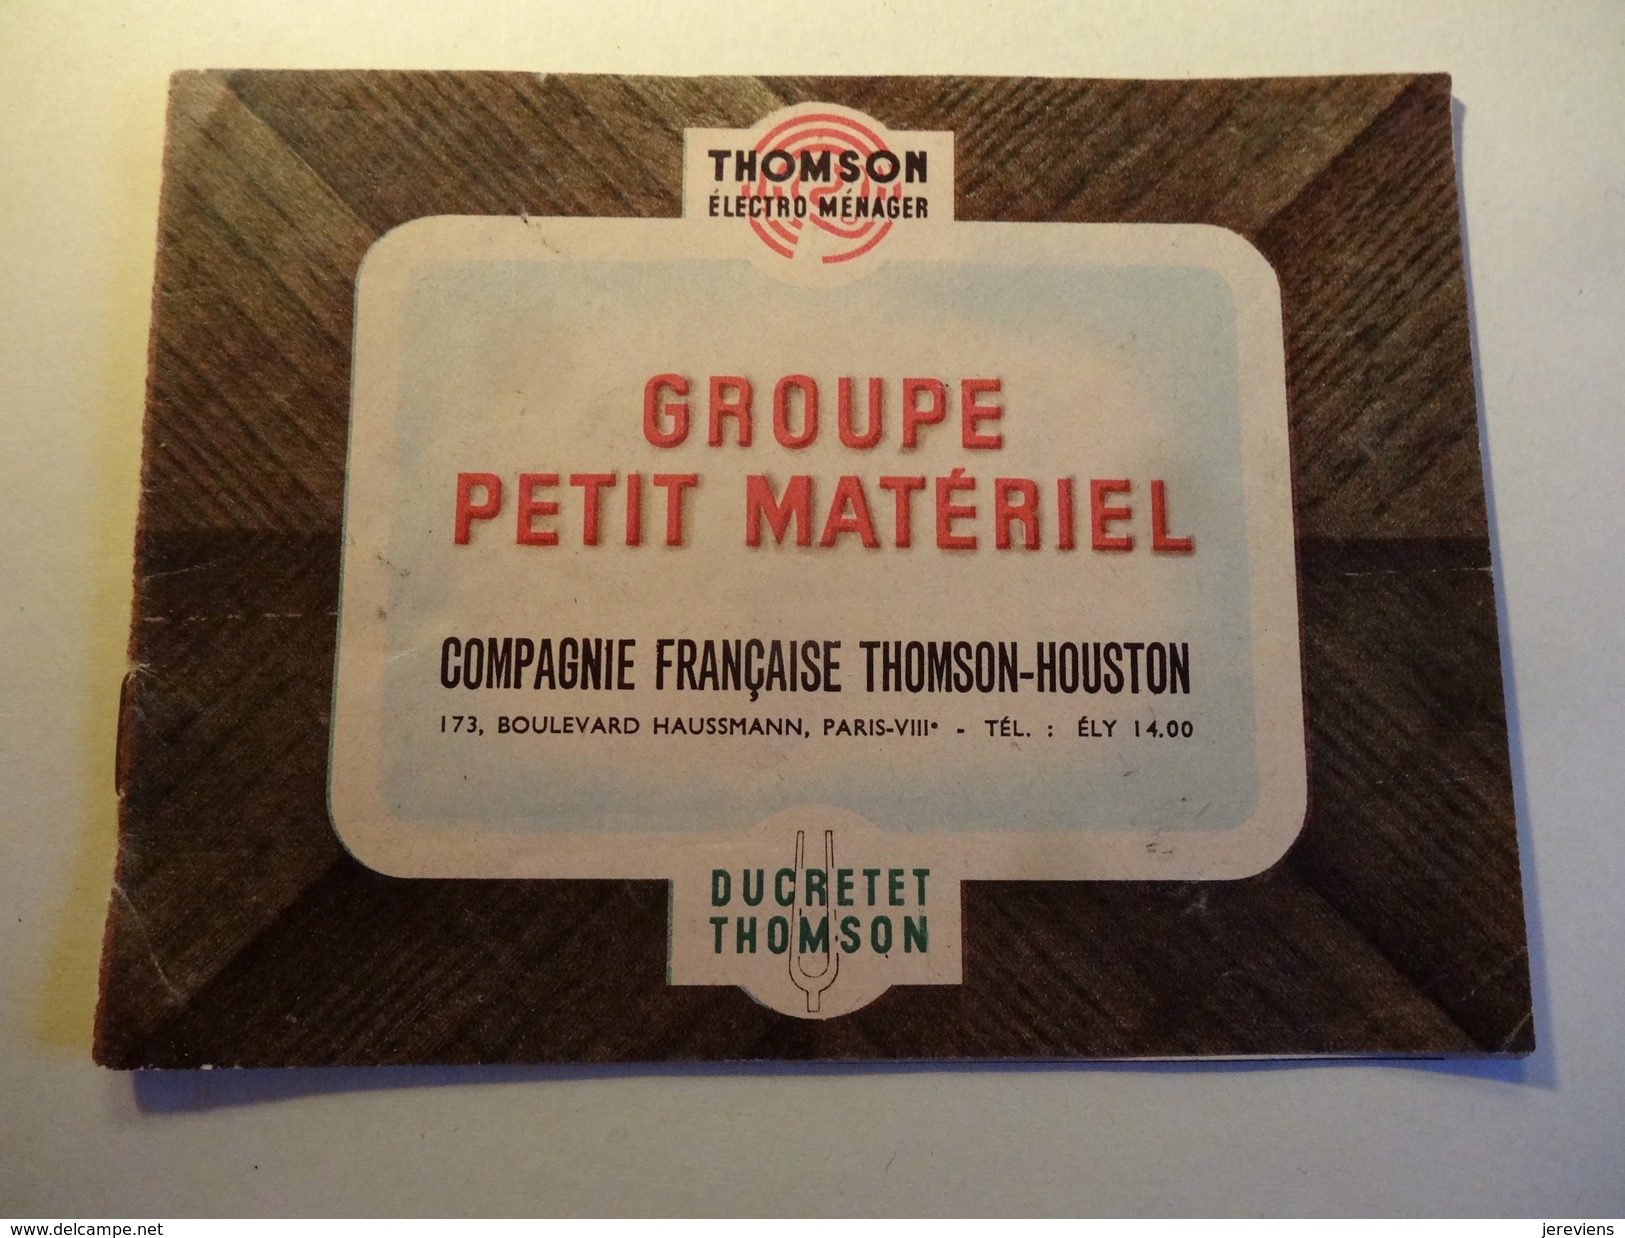 THOMSON
ÉLECTRO MÉNAGER
GROUPE
PETIT MATÉRIEL
COMPAGNIE FRANÇAISE THOMSON-HOUSTON
173, BOULEVARD HAUSSMANN, PARIS-VIIIe - TÉL. : ÉLY 14.00
DUCRETET
THOMSON
www.delcampe.net
jereviens